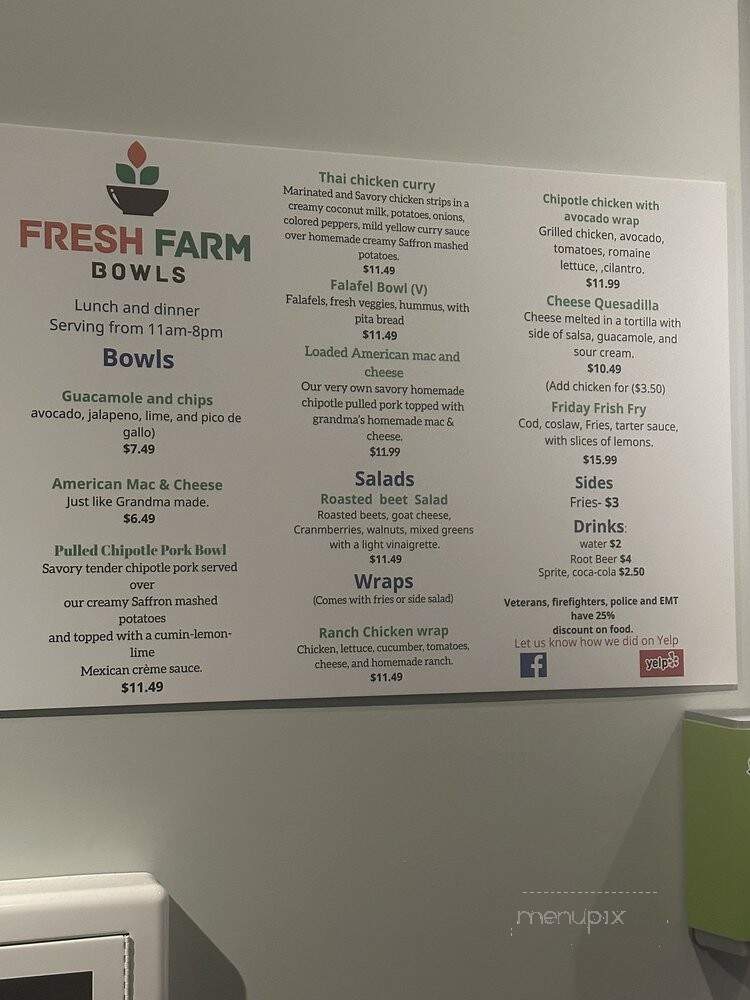 FRESH FARM
BOWLS
Lunch and dinner
Serving from 11am-8pm
Bowls
Guacamole and chips
avocado, jalapeno, lime, and pico de
gallo)
$7.49
American Mac & Cheese
Just like Grandma made.
$6.49
Pulled Chipotle Pork Bowl
Savory tender chipotle pork served
over
our creamy Saffron mashed
potatoes
and topped with a cumin-lemon-
lime
Mexican crème sauce.
$11.49
Thai chicken curry
Marinated and Savory chicken strips in a
creamy coconut milk, potatoes, onions,
colored peppers, mild yellow curry sauce
over homemade creamy Saffron mashed
potatoes.
$11.49
Falafel Bowl (V)
Falafels, fresh veggies, hummus, with
pita bread
$11.49
Loaded American mac and
cheese
Our very own savory homemade
chipotle pulled pork topped with
grandma's homemade mac &
cheese.
$11.99
Salads
Roasted beet Salad
Roasted beets, goat cheese,
Cranmberries, walnuts, mixed greens
with a light vinaigrette.
$11.49
Wraps
(Comes with fries or side salad)
Ranch Chicken wrap
Chicken, lettuce, cucumber, tomatoes,
cheese, and homemade ranch.
$11.49
Chipotle chicken with
avocado wrap
Grilled chicken, avocado,
tomatoes, romaine
lettuce, ,cilantro.
$11.99
Cheese Quesadilla
Cheese melted in a tortilla with
side of salsa, guacamole, and
sour cream.
$10.49
(Add chicken for ($3.50)
Friday Frish Fry
Cod, coslaw, Fries, tarter sauce,
with slices of lemons.
$15.99
Sides
Fries- $3
Drinks:
water $2
Root Beer $4
Sprite, coca-cola $2.50
Veterans, firefighters, police and EMT
have 25%
discount on food.
Let us know how we did on Yelp
f
yelp
menupix